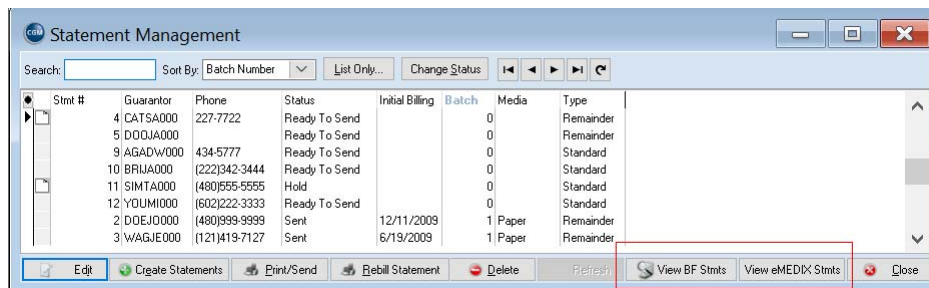 CGM Statement Management
Search: Sort By: Batch Number List Only... Change Status
Stmt # Guarantor Phone Status Initial Billing Batch Media Type
4 CATSA000 227-7722 Ready To Send 0 Remainder
5 DOOJA000 Ready To Send 0 Remainder
9 AGADW000 434-5777 Ready To Send 0 Standard
10 BRIJA000 (222)342-3444 Ready To Send 0 Standard
11 SIMTA000 (480)555-5555 Hold 0 Standard
12 YOUMI000 (602)222-3333 Ready To Send 0 Standard
2 DOEJO000 (480)999-9999 Sent 12/11/2009 1 Paper Remainder
3 WAGJE000 (121)419-7127 Sent 6/19/2009 1 Paper Remainder
Edit Create Statements Print/Send Rebill Statement Delete Refresh View BF Stmts View eMEDIX Stmts Close